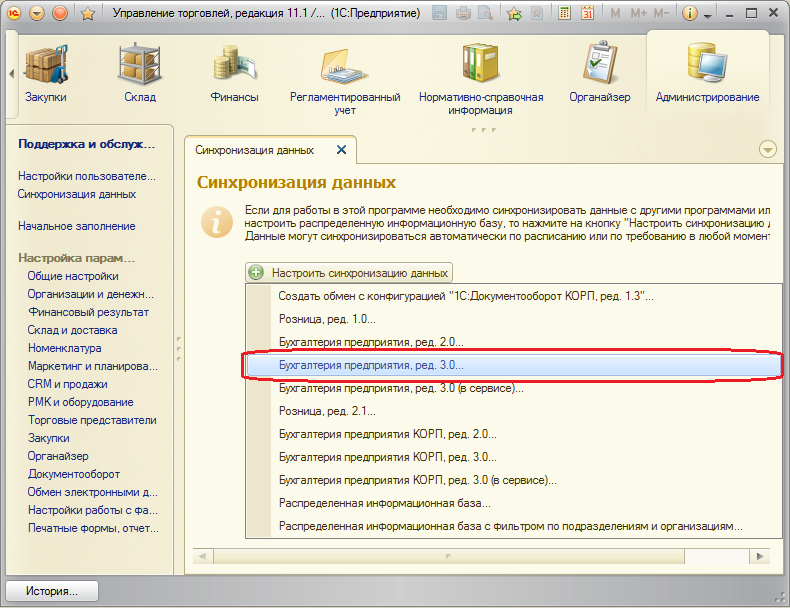 Управление торговлей, редакция 11.1 /... (1С:Предприятие)
M M+ M-
Закупки
Склад
Финансы
Регламентированный
учет
Нормативно-справочная
информация
Органайзер
Администрирование
Поддержка и обслуж...
Настройки пользователе...
Синхронизация данных
Начальное заполнение
Настройка парам...
Общие настройки
Организации и денежн...
Финансовый результат
Склад и доставка
Номенклатура
Маркетинг и планирова...
CRM и продажи
РМК и оборудование
Торговые представители
Закупки
Органайзер
Документооборот
Обмен электронными д...
Настройки работы с фа...
Печатные формы, отчет...
Синхронизация данных
Синхронизация данных
Если для работы в этой программе необходимо синхронизировать данные с другими программами или
настроить распределенную информационную базу, то нажмите на кнопку "Настроить синхронизацию д
Данные могут синхронизироваться автоматически по расписанию или по требованию в любой момент
Настроить синхронизацию данных
Создать обмен с конфигурацией "1С:Документооборот КОРП, ред. 1.3"...
Розница, ред. 1.0...
Бухгалтерия предприятия, ред. 2.0...
Бухгалтерия предприятия, ред. 3.0...
Бухгалтерия предприятия, ред. 3.0 (в сервисе)...
Розница, ред. 2.1...
Бухгалтерия предприятия КОРП, ред. 2.0...
Бухгалтерия предприятия КОРП, ред. 3.0...
Бухгалтерия предприятия КОРП, ред. 3.0 (в сервисе)...
Распределенная информационная база...
Распределенная информационная база с фильтром по подразделениям и организациям...
История...